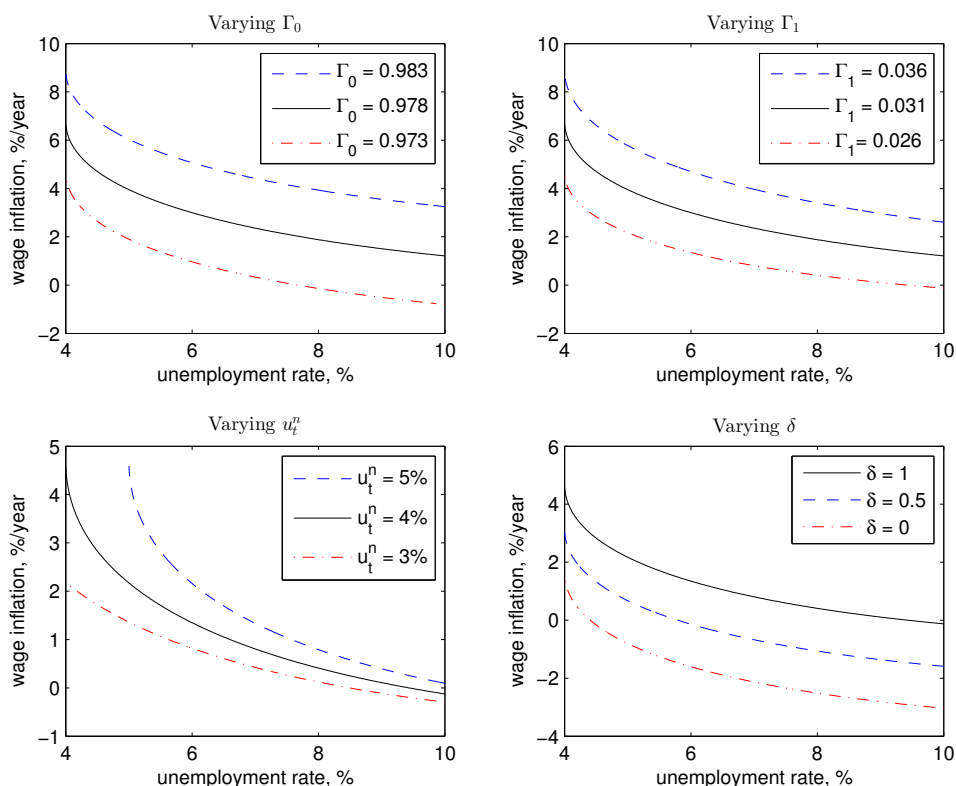 Varying Γ₀
10
8
6
4
2
0
−2
wage inflation, %/year
Γ₀ = 0.983
Γ₀ = 0.978
Γ₀ = 0.973
4 6 8 10
unemployment rate, %
Varying Γ₁
10
8
6
4
2
0
−2
wage inflation, %/year
Γ₁ = 0.036
Γ₁ = 0.031
Γ₁= 0.026
4 6 8 10
unemployment rate, %
Varying uₜⁿ
5
4
3
2
1
0
−1
wage inflation, %/year
uₜⁿ = 5%
uₜⁿ = 4%
uₜⁿ = 3%
4 6 8 10
unemployment rate, %
Varying δ
6
4
2
0
−2
−4
wage inflation, %/year
δ = 1
δ = 0.5
δ = 0
4 6 8 10
unemployment rate, %